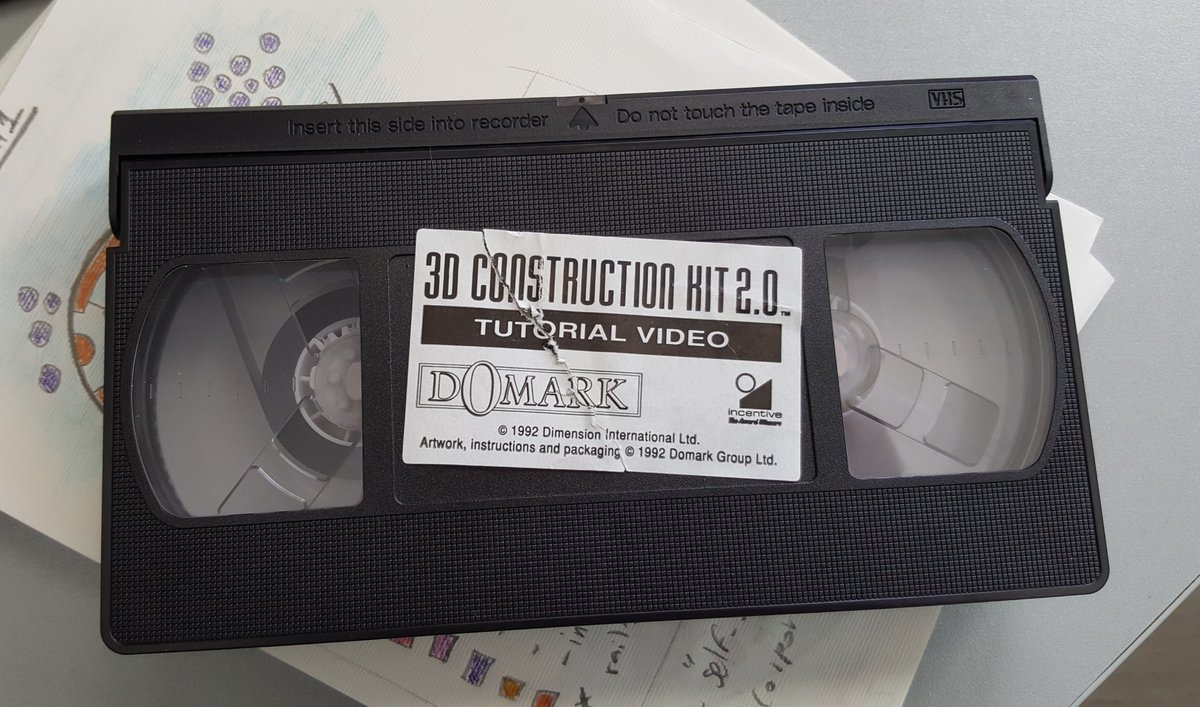 Insert this side into recorder
Do not touch the tape inside
VHS
3D CONSTRUCTION KIT 2.0™
TUTORIAL VIDEO
DOMARK
incentive
© 1992 Dimension International Ltd.
Artwork, instructions and packaging © 1992 Domark Group Ltd.
"self-